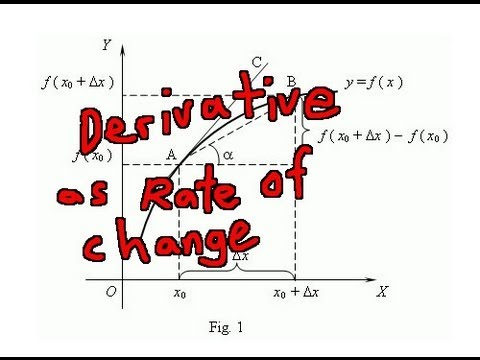 Y
C
f ( x₀ + Δx )
B
y = f ( x )
Derivative
f ( x₀ + Δx ) − f ( x₀ )
f ( x₀ )
A
α
as Rate of
change
Δx
O
x₀
x₀ + Δx
X
Fig. 1